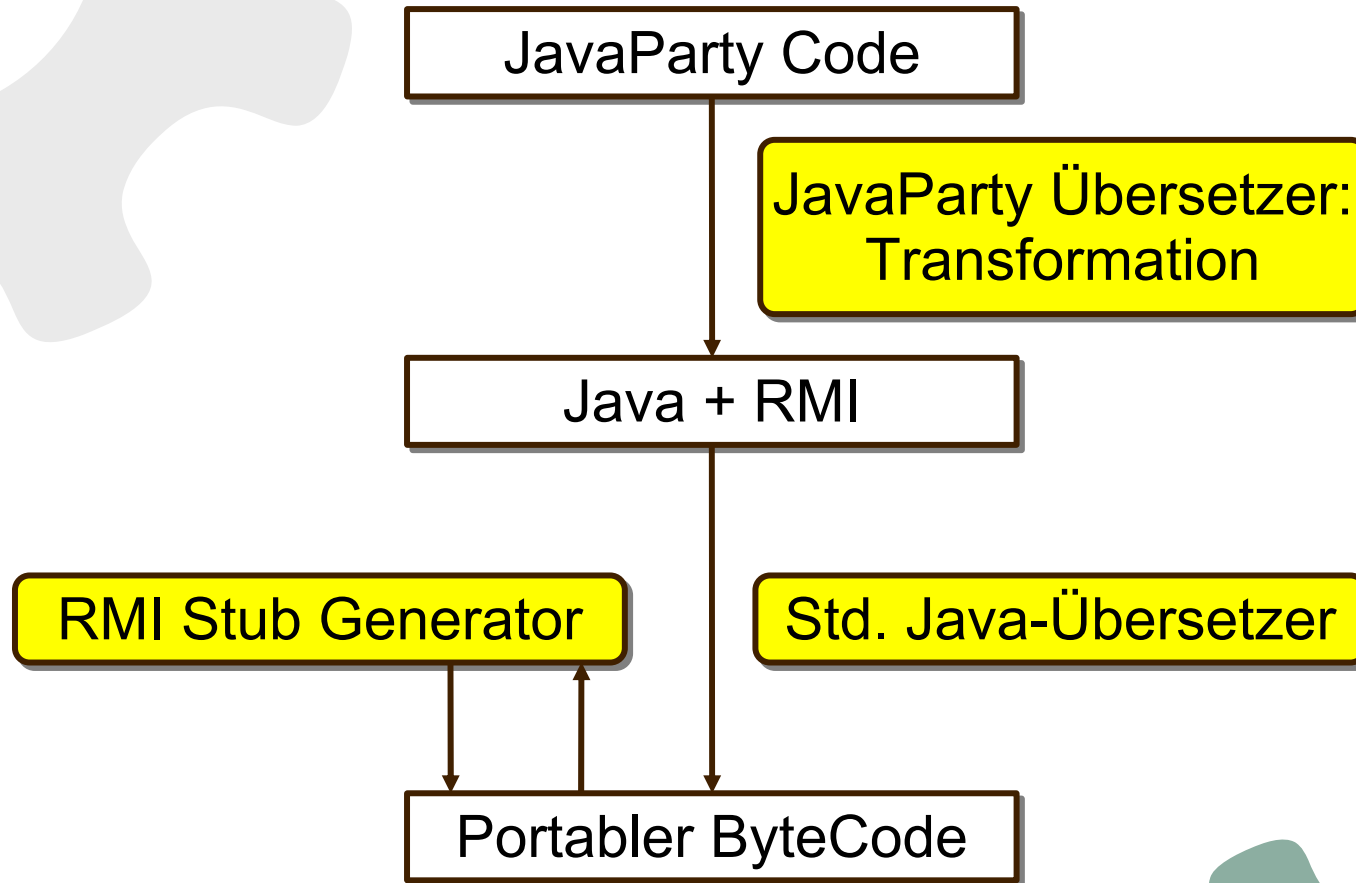 JavaParty Code
JavaParty Übersetzer:
Transformation
Java + RMI
RMI Stub Generator
Std. Java-Übersetzer
Portabler ByteCode